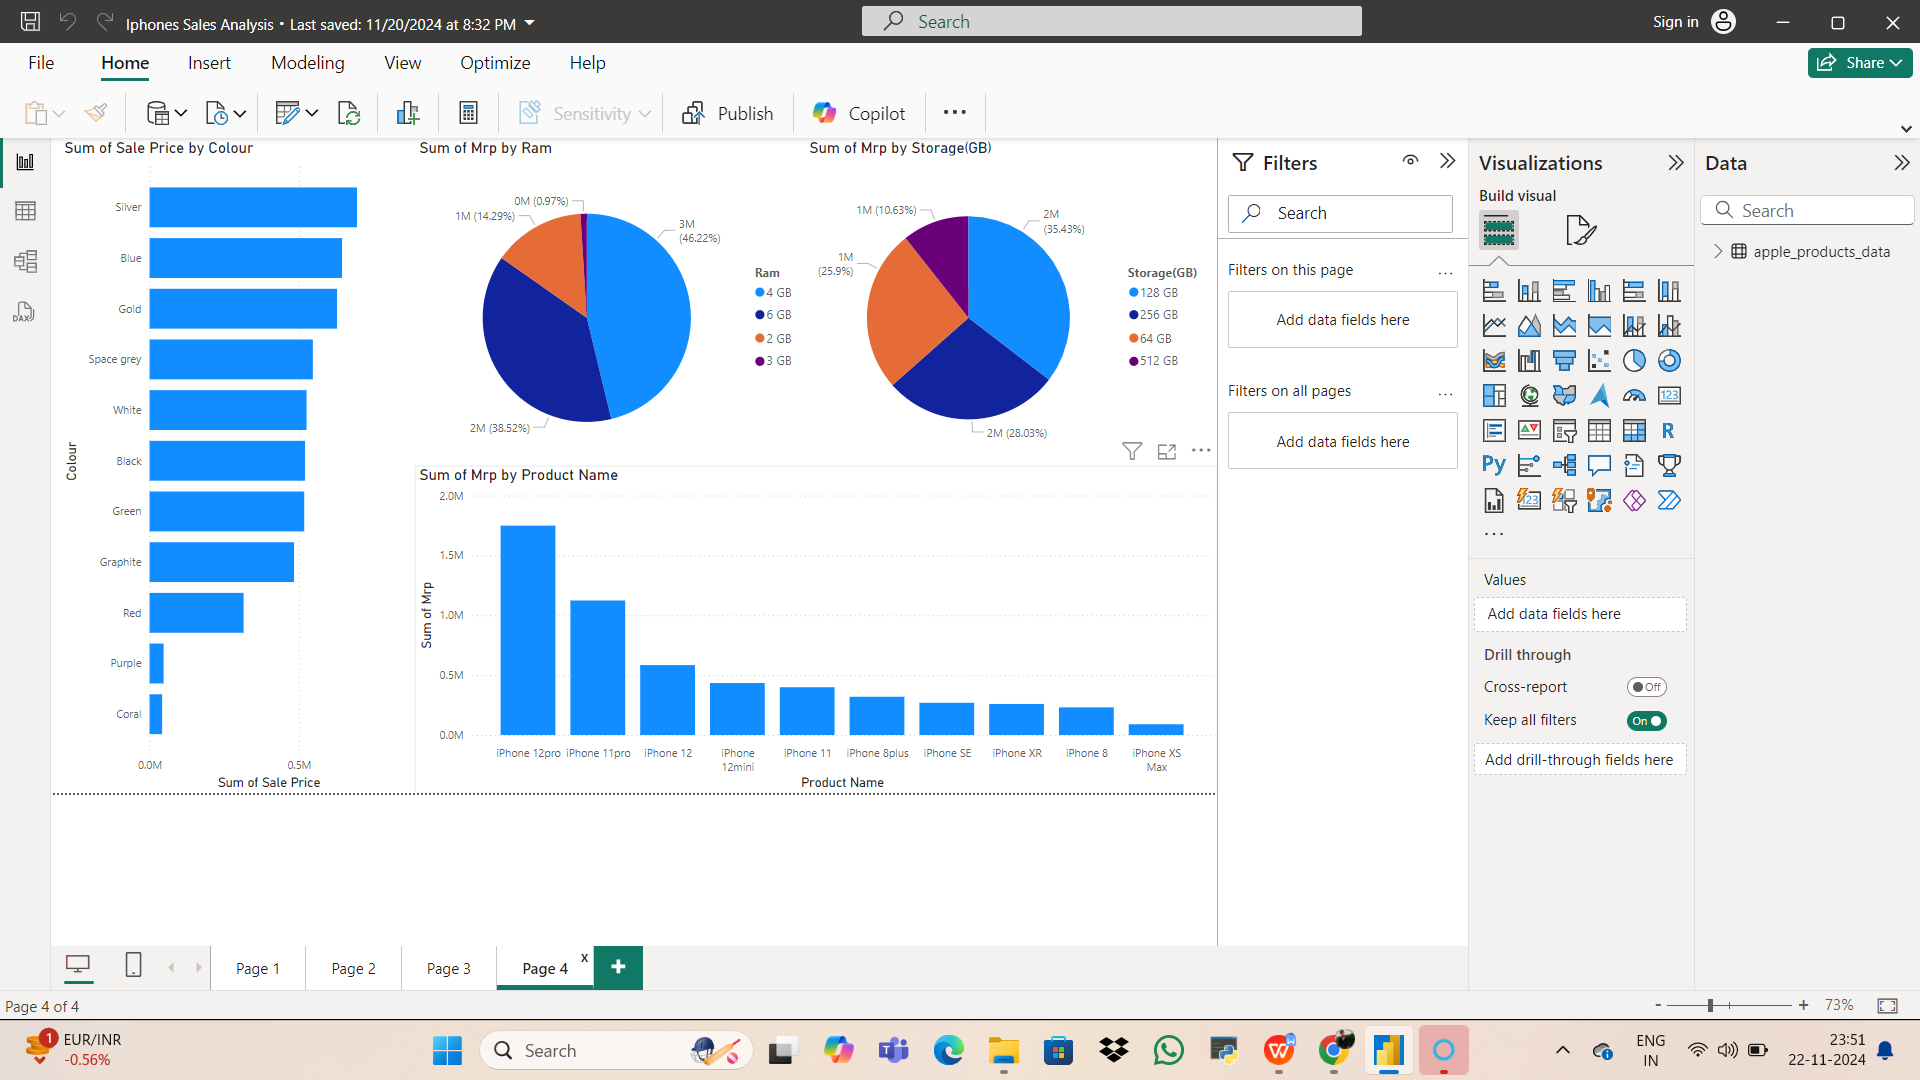 Iphones Sales Analysis • Last saved: 11/20/2024 at 8:32 PM
Search
Sign in
File
Home
Insert
Modeling
View
Optimize
Help
Share
Sensitivity
Publish
Copilot
Sum of Sale Price by Colour
Colour
Silver
Blue
Gold
Space grey
White
Black
Green
Graphite
Red
Purple
Coral
0.0M
0.5M
Sum of Sale Price
Sum of Mrp by Ram
0M (0.97%)
1M (14.29%)
3M
(46.22%)
2M (38.52%)
Ram
4 GB
6 GB
2 GB
3 GB
Sum of Mrp by Storage(GB)
1M (10.63%)
2M
(35.43%)
1M
(25.9%)
2M (28.03%)
Storage(GB)
128 GB
256 GB
64 GB
512 GB
Sum of Mrp by Product Name
Sum of Mrp
2.0M
1.5M
1.0M
0.5M
0.0M
iPhone 12pro
iPhone 11pro
iPhone 12
iPhone
12mini
iPhone 11
iPhone 8plus
iPhone SE
iPhone XR
iPhone 8
iPhone XS
Max
Product Name
Filters
Search
Filters on this page
Add data fields here
Filters on all pages
Add data fields here
Visualizations
Build visual
123
R
Py
123
Values
Add data fields here
Drill through
Cross-report
Off
Keep all filters
On
Add drill-through fields here
Data
Search
apple_products_data
DAX
Page 1
Page 2
Page 3
Page 4
x
+
Page 4 of 4
- + 73%
1
EUR/INR
-0.56%
Search
ENG
IN
23:51
22-11-2024